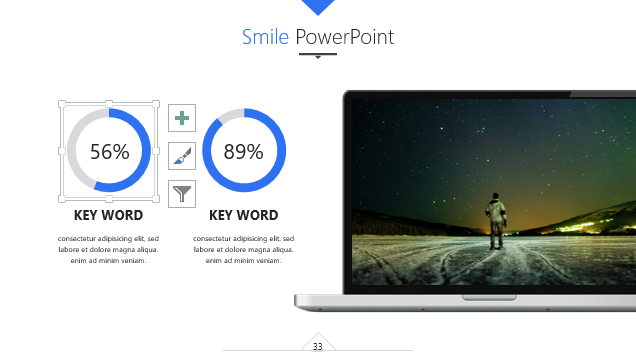 Smile PowerPoint
56%
89%
KEY WORD
consectetur adipisicing elit, sed
labore et dolore magna aliqua.
enim ad minim veniam.
KEY WORD
consectetur adipisicing elit, sed
labore et dolore magna aliqua.
enim ad minim veniam.
33